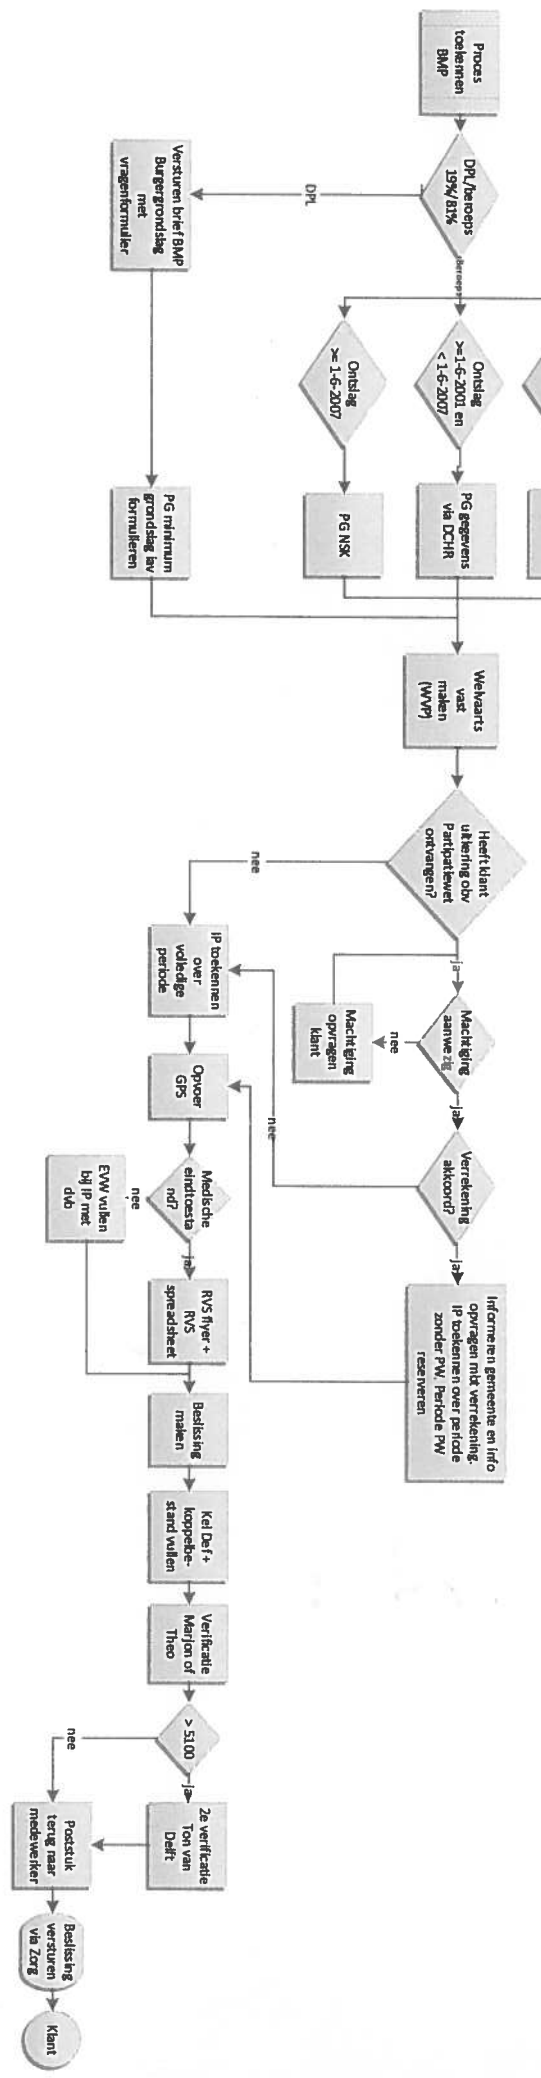 Proces
toekennen
BMP
DPL/beroeps
19%/81%
DPL
Beroeps
Versturen brief BMP
Burgergrondslag
met
vragenformulier
Ontslag
>=1-6-2001 en
< 1-6-2007
Ontslag
>= 1-6-2007
PG gegevens
via DCHR
PG NSK
PG minimum
grondslag iav
formulieren
Welvaarts
vast
maken
(WVP)
Heeft klant
uitkering obv
Partipatiewet
ontvangen?
nee
ja
Machtiging
aanwezig
nee
Machtiging
opvragen
klant
ja
Verrekening
akkoord?
nee
ja
Informeren gemeente en info
opvragen mbt verrekening.
IP toekennen over periode
zonder PW. Periode PW
reserveren
IP toekennen
over
volledige
periode
Opvoer
GPS
Medische
eindtoesta
nd?
nee
ja
EVW vullen
bij IP met
dvb
RVS flyer +
RVS
spreadsheet
Beslissing
maken
Kel Def +
koppelbe-
stand vullen
Verificatie
Marjon of
Theo
> 5100
nee
ja
2e verificatie
Ton van
Delft
Poststuk
terug naar
medewerker
Beslissing
versturen
via Zorg
Klant